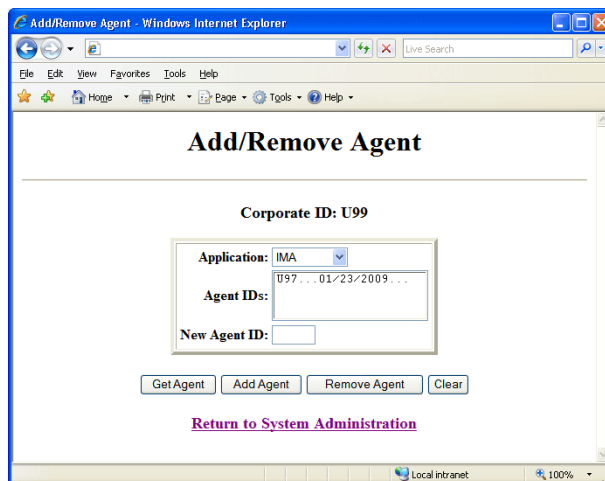 Add/Remove Agent - Windows Internet Explorer
Live Search
File Edit View Favorites Tools Help
Home Print Page Tools Help
Add/Remove Agent
Corporate ID: U99
Application: IMA
U97...01/23/2009...
Agent IDs:
New Agent ID:
Get Agent Add Agent Remove Agent Clear
Return to System Administration
Local intranet 100%